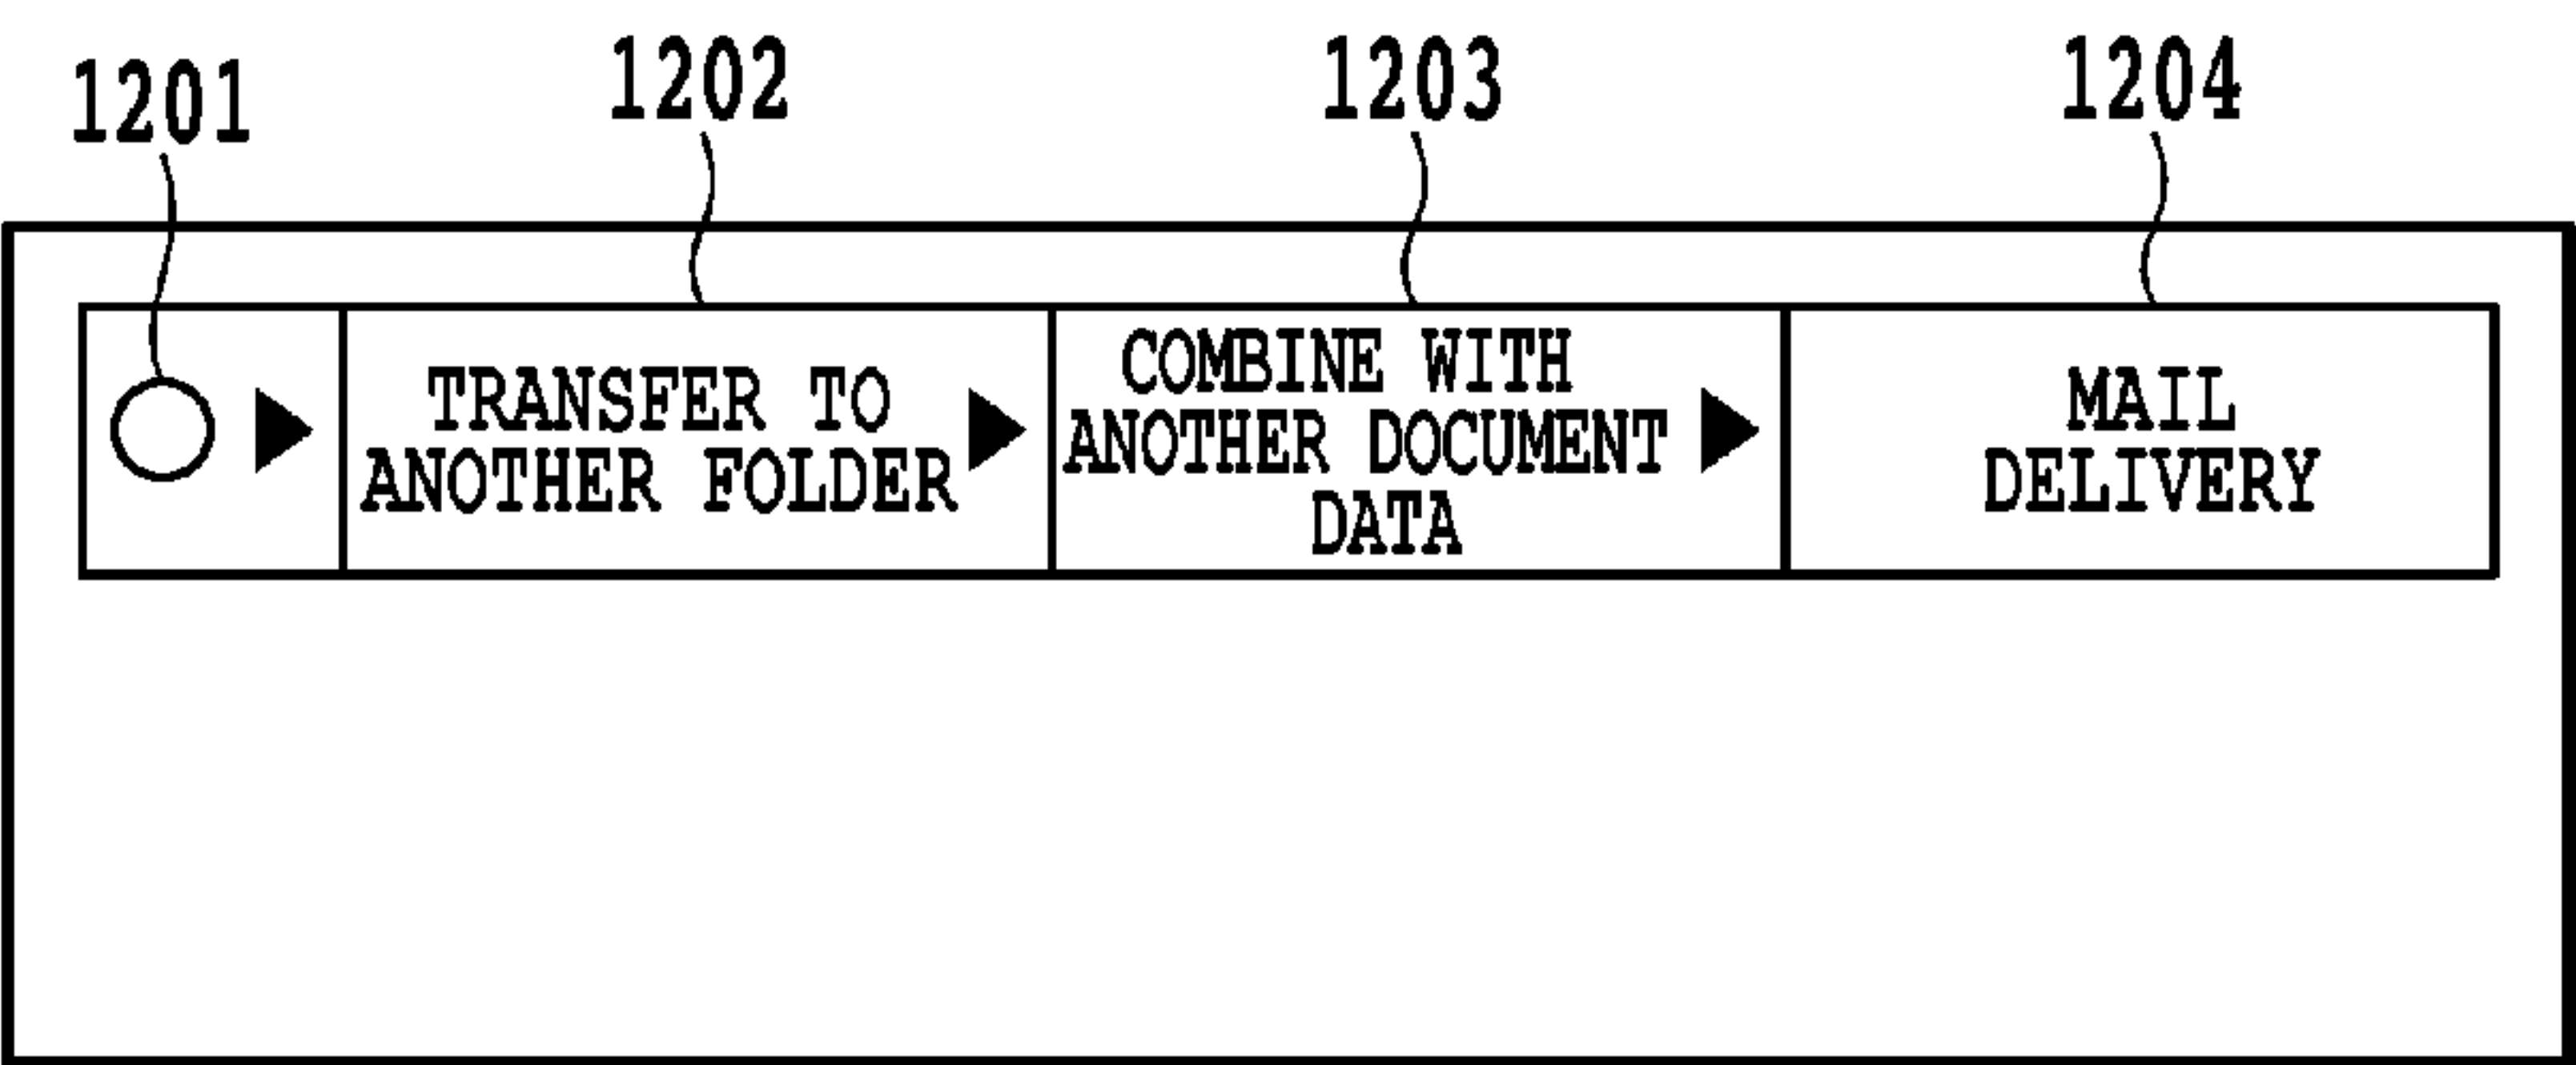 1201
1202
1203
1204
TRANSFER TO
ANOTHER FOLDER
COMBINE WITH
ANOTHER DOCUMENT
DATA
MAIL
DELIVERY